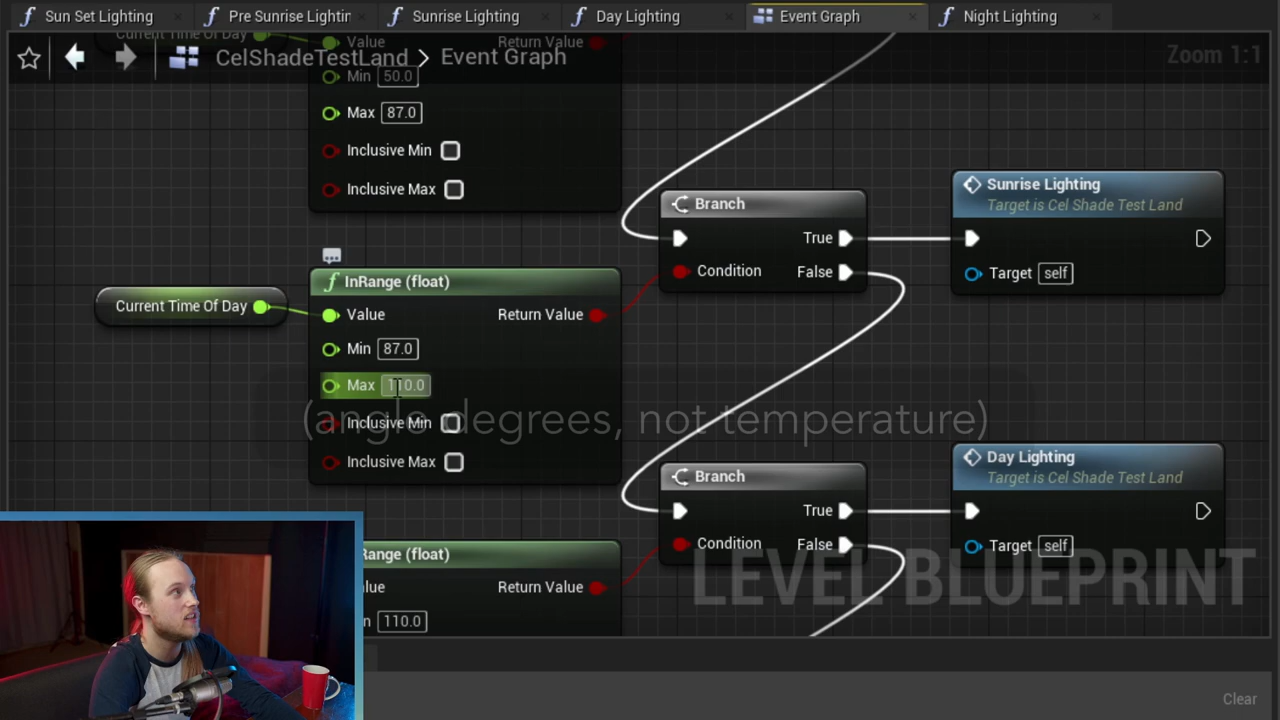 Sun Set Lighting
Pre Sunrise Lightin
Sunrise Lighting
Day Lighting
Event Graph
Night Lighting
CelShadeTestLand > Event Graph
Zoom 1:1
Current Time Of Day
Value
Return Value
Min 50.0
Max 87.0
Inclusive Min
Inclusive Max
Branch
True
Condition
False
Sunrise Lighting
Target is Cel Shade Test Land
Target self
InRange (float)
Current Time Of Day
Value
Return Value
Min 87.0
Max 110.0
Inclusive Min
Inclusive Max
(angle degrees, not temperature)
Branch
True
Condition
False
Day Lighting
Target is Cel Shade Test Land
Target self
Range (float)
alue
Return Value
n 110.0
LEVEL BLUEPRINT
Clear